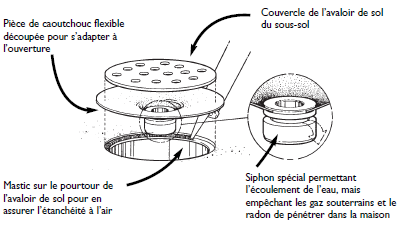 Pièce de caoutchouc flexible
découpée pour s'adapter à
l'ouverture
Couvercle de l'avaloir de sol
du sous-sol
Mastic sur le pourtour de
l'avaloir de sol pour en
assurer l'étanchéité à l'air
Siphon spécial permettant
l'écoulement de l'eau, mais
empêchant les gaz souterrains et le
radon de pénétrer dans la maison